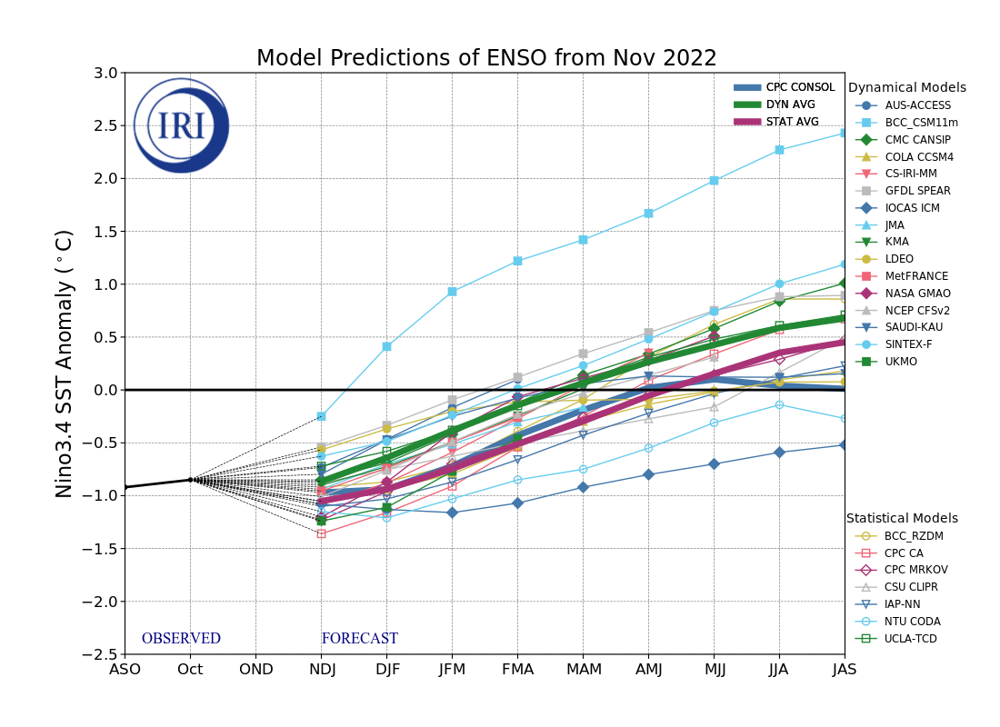 Model Predictions of ENSO from Nov 2022
Nino3.4 SST Anomaly (°C)
3.0
2.5
2.0
1.5
1.0
0.5
0.0
−0.5
−1.0
−1.5
−2.0
−2.5
IRI
CPC CONSOL
DYN AVG
STAT AVG
OBSERVED
FORECAST
ASO Oct OND NDJ DJF JFM FMA MAM AMJ MJJ JJA JAS
Dynamical Models
AUS-ACCESS
BCC_CSM11m
CMC CANSIP
COLA CCSM4
CS-IRI-MM
GFDL SPEAR
IOCAS ICM
JMA
KMA
LDEO
MetFRANCE
NASA GMAO
NCEP CFSv2
SAUDI-KAU
SINTEX-F
UKMO
Statistical Models
BCC_RZDM
CPC CA
CPC MRKOV
CSU CLIPR
IAP-NN
NTU CODA
UCLA-TCD